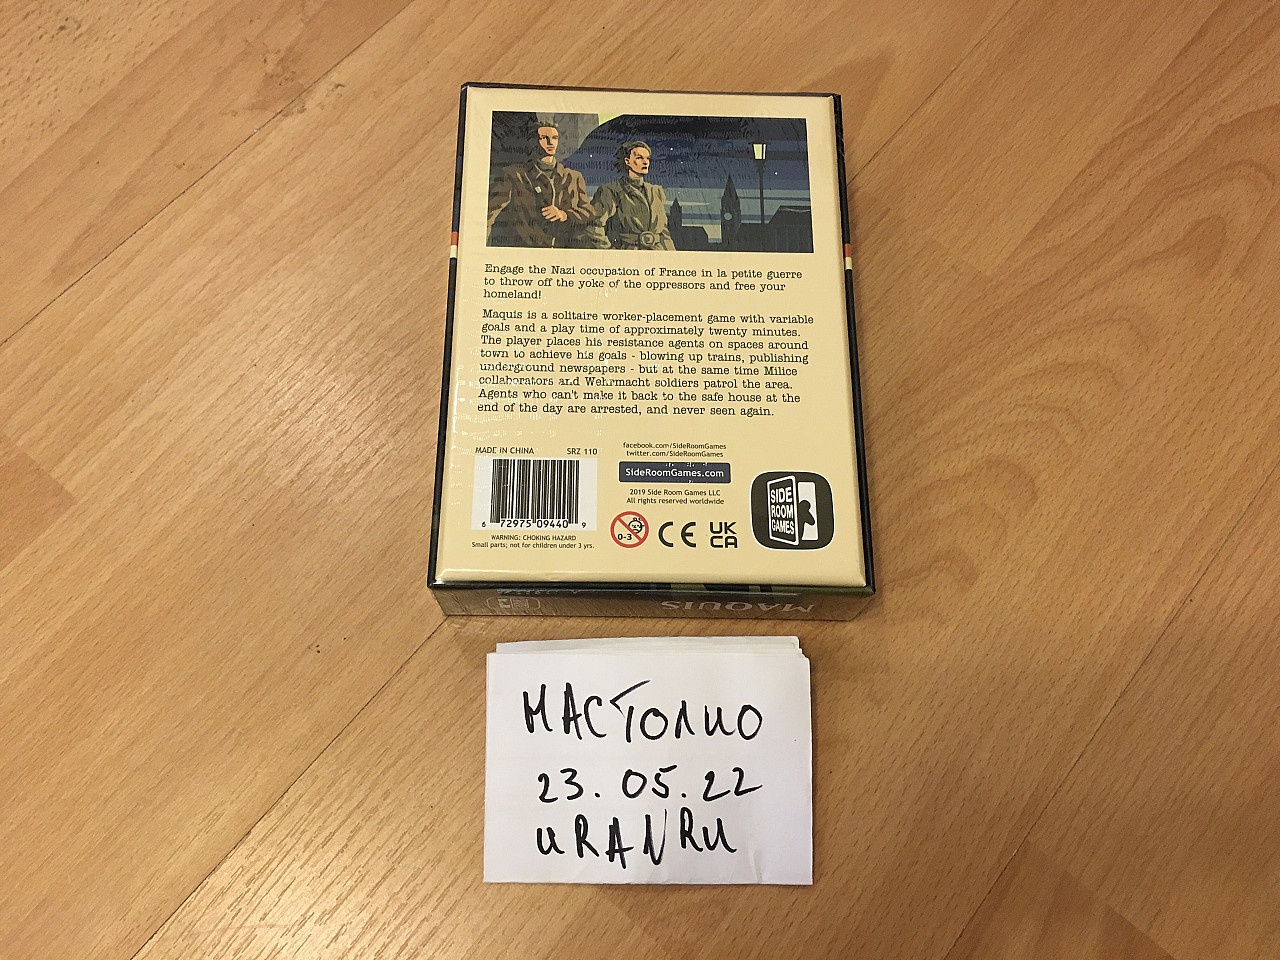 Engage the Nazi occupation of France in la petite guerre
to throw off the yoke of the oppressors and free your
homeland!
Maquis is a solitaire worker-placement game with variable
goals and a play time of approximately twenty minutes.
The player places his resistance agents on spaces around
town to achieve his goals - blowing up trains, publishing
underground newspapers - but at the same time Milice
collaborators and Wehrmacht soldiers patrol the area.
Agents who can't make it back to the safe house at the
end of the day are arrested, and never seen again.
MADE IN CHINA SRZ 110
6 72975 09440 9
WARNING: CHOKING HAZARD
Small parts; not for children under 3 yrs.
facebook.com/SideRoomGames
twitter.com/SideRoomGames
SideRoomGames.com
2019 Side Room Games LLC
All rights reserved worldwide
0-3
CE
UK
CA
SIDE
ROOM
GAMES
MAQUIS
МАСТОЛИО
23.05.22
URANRU